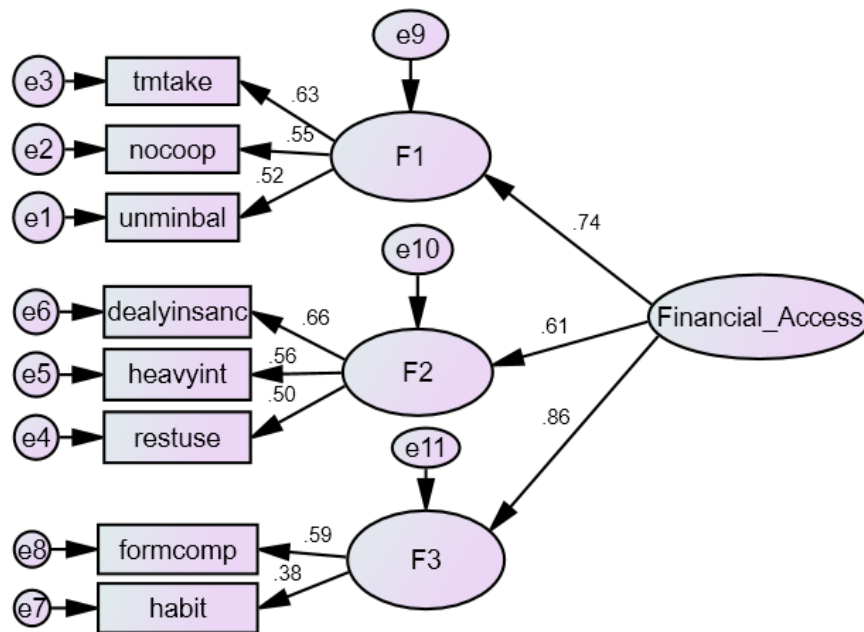 e9
e3
tmtake
.63
e2
nocoop
.55
F1
e1
unminbal
.52
.74
e10
e6
dealyinsanc
.66
Financial_Access
.61
e5
heavyint
.56
F2
e4
restuse
.50
.86
e11
e8
formcomp
.59
F3
e7
habit
.38